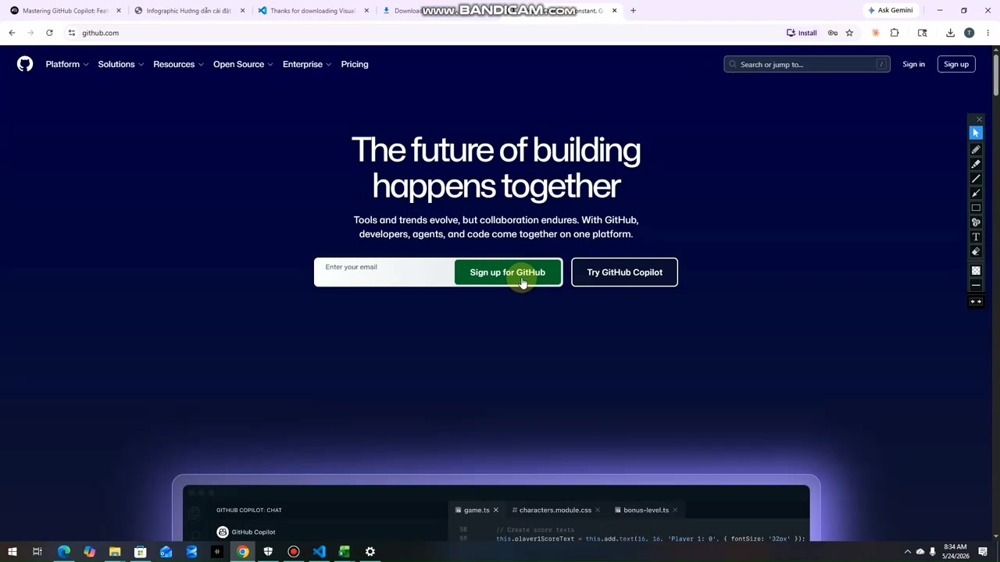 Mastering GitHub Copilot: Feat
Infographic Hướng dẫn cài đặt
Thanks for downloading Visual
Downloa
www.BANDICAM.com
onstant. G
Ask Gemini
github.com
Install
T
Platform
Solutions
Resources
Open Source
Enterprise
Pricing
Search or jump to...
/
Sign in
Sign up
The future of building
happens together
Tools and trends evolve, but collaboration endures. With GitHub,
developers, agents, and code come together on one platform.
Enter your email
Sign up for GitHub
Try GitHub Copilot
T
GITHUB COPILOT: CHAT
GitHub Copilot
game.ts
# characters.module.css
bonus-level.ts
58 // Create score texts
59 this.player1ScoreText = this.add.text(16, 16, 'Player 1: 0', { fontSize: '32px' });
8:34 AM
5/24/2026